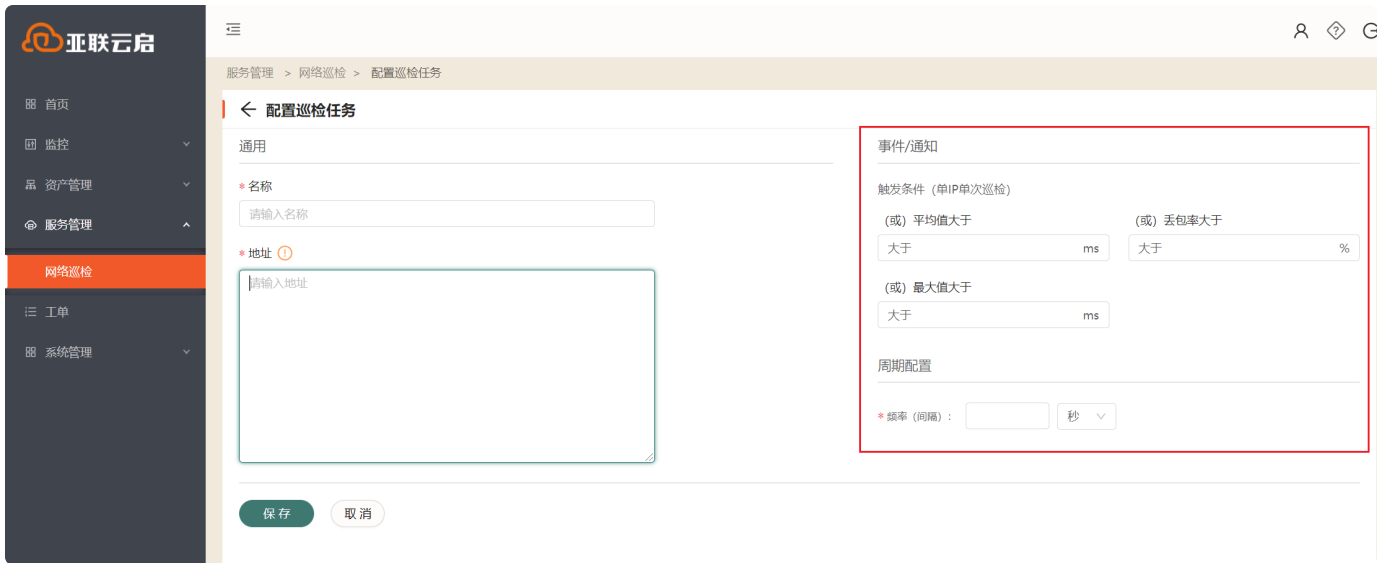 亚联云启
服务管理 > 网络巡检 > 配置巡检任务
首页
监控
资产管理
服务管理
网络巡检
工单
系统管理
← 配置巡检任务
通用
* 名称
请输入名称
* 地址
请输入地址
保存 取消
事件/通知
触发条件（单IP单次巡检）
（或）平均值大于 （或）丢包率大于
大于 ms 大于 %
（或）最大值大于
大于 ms
周期配置
* 频率（间隔）: 秒